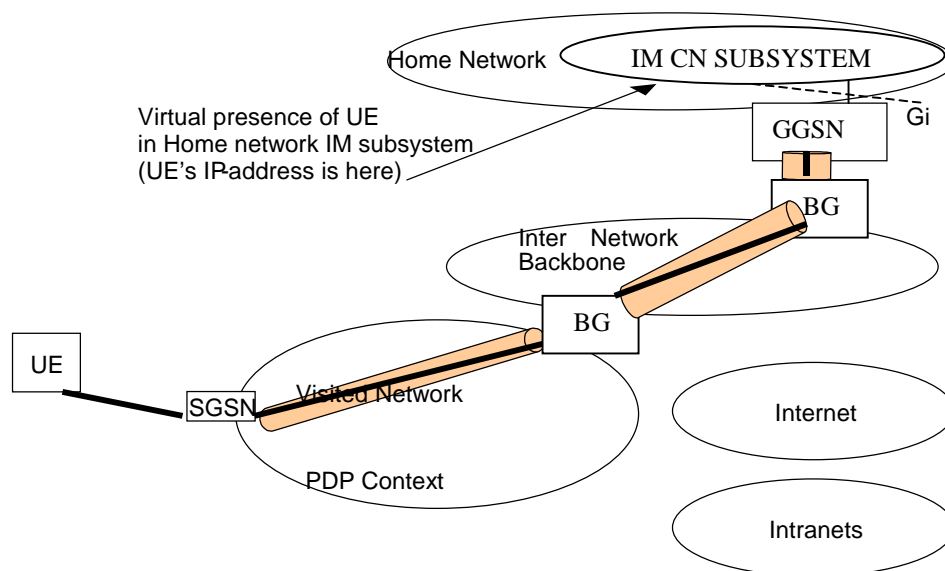 Home Network
IM CN SUBSYSTEM
Virtual presence of UE
in Home network IM subsystem
(UE's IP-address is here)
Gi
GGSN
BG
Inter Network
Backbone
BG
UE
SGSN
Visited Network
Internet
PDP Context
Intranets